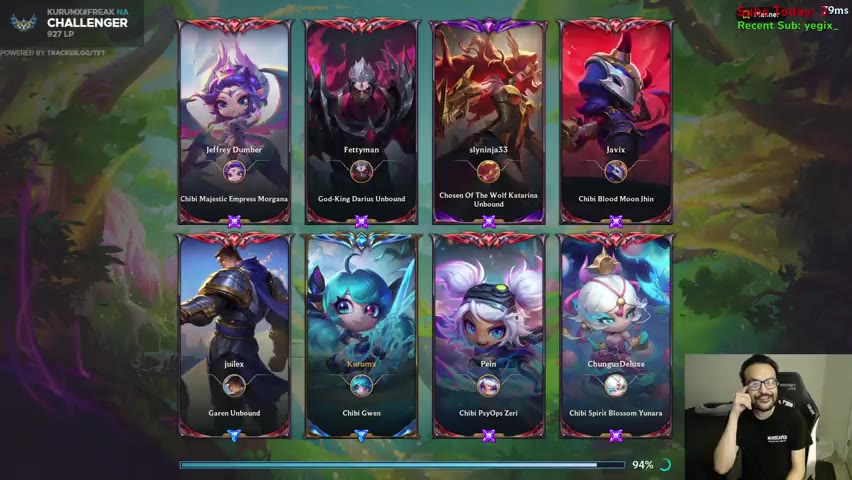 KURUMX#FREAK NA
CHALLENGER
927 LP
POWERED BY TRACKER.GG/TFT
79ms
Planner
Recent Sub: yegix_
Jeffrey Dumber
Chibi Majestic Empress Morgana
Fettyman
God-King Darius Unbound
slyninja33
Chosen Of The Wolf Katarina
Unbound
Javix
Chibi Blood Moon Jhin
juilex
Garen Unbound
Kurumx
Chibi Gwen
Pein
Chibi PsyOps Zeri
ChungusDeluxe
Chibi Spirit Blossom Yunara
94%